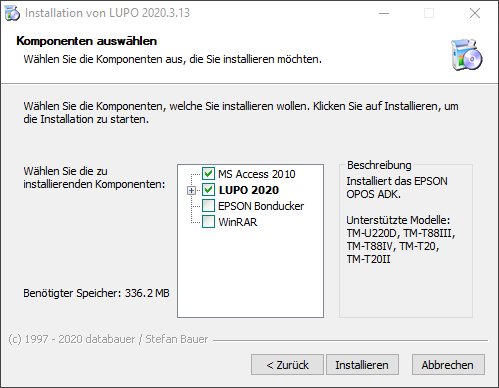 Installation von LUPO 2020.3.13
Komponenten auswählen
Wählen Sie die Komponenten aus, die Sie installieren möchten.
Wählen Sie die Komponenten, welche Sie installieren wollen. Klicken Sie auf Installieren, um
die Installation zu starten.
Wählen Sie die zu
installierenden Komponenten:
MS Access 2010
LUPO 2020
EPSON Bonducker
WinRAR
Beschreibung
Installiert das EPSON
OPOS ADK.
Unterstützte Modelle:
TM-U220D, TM-T88III,
TM-T88IV, TM-T20,
TM-T20II
Benötigter Speicher: 336.2 MB
(c) 1997 - 2020 databauer / Stefan Bauer
< Zurück
Installieren
Abbrechen